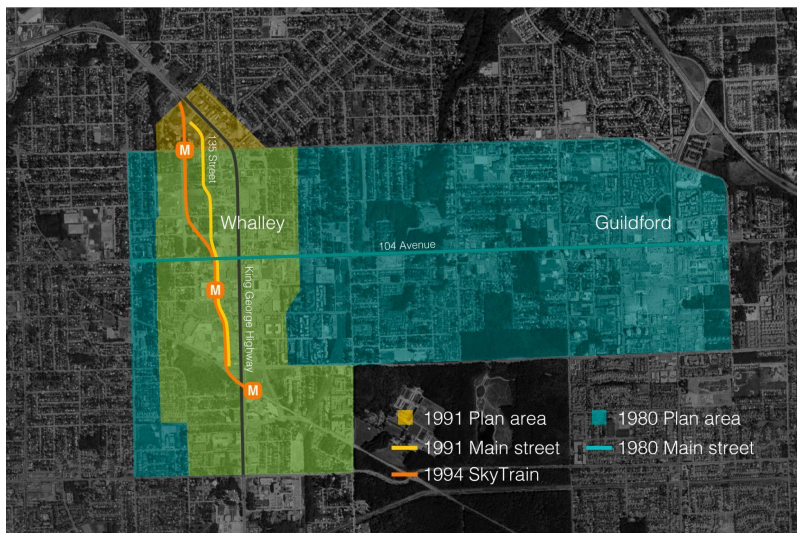 M
135 Street
Whalley
Guildford
104 Avenue
M
King George Highway
M
1991 Plan area
1980 Plan area
1991 Main street
1980 Main street
1994 SkyTrain